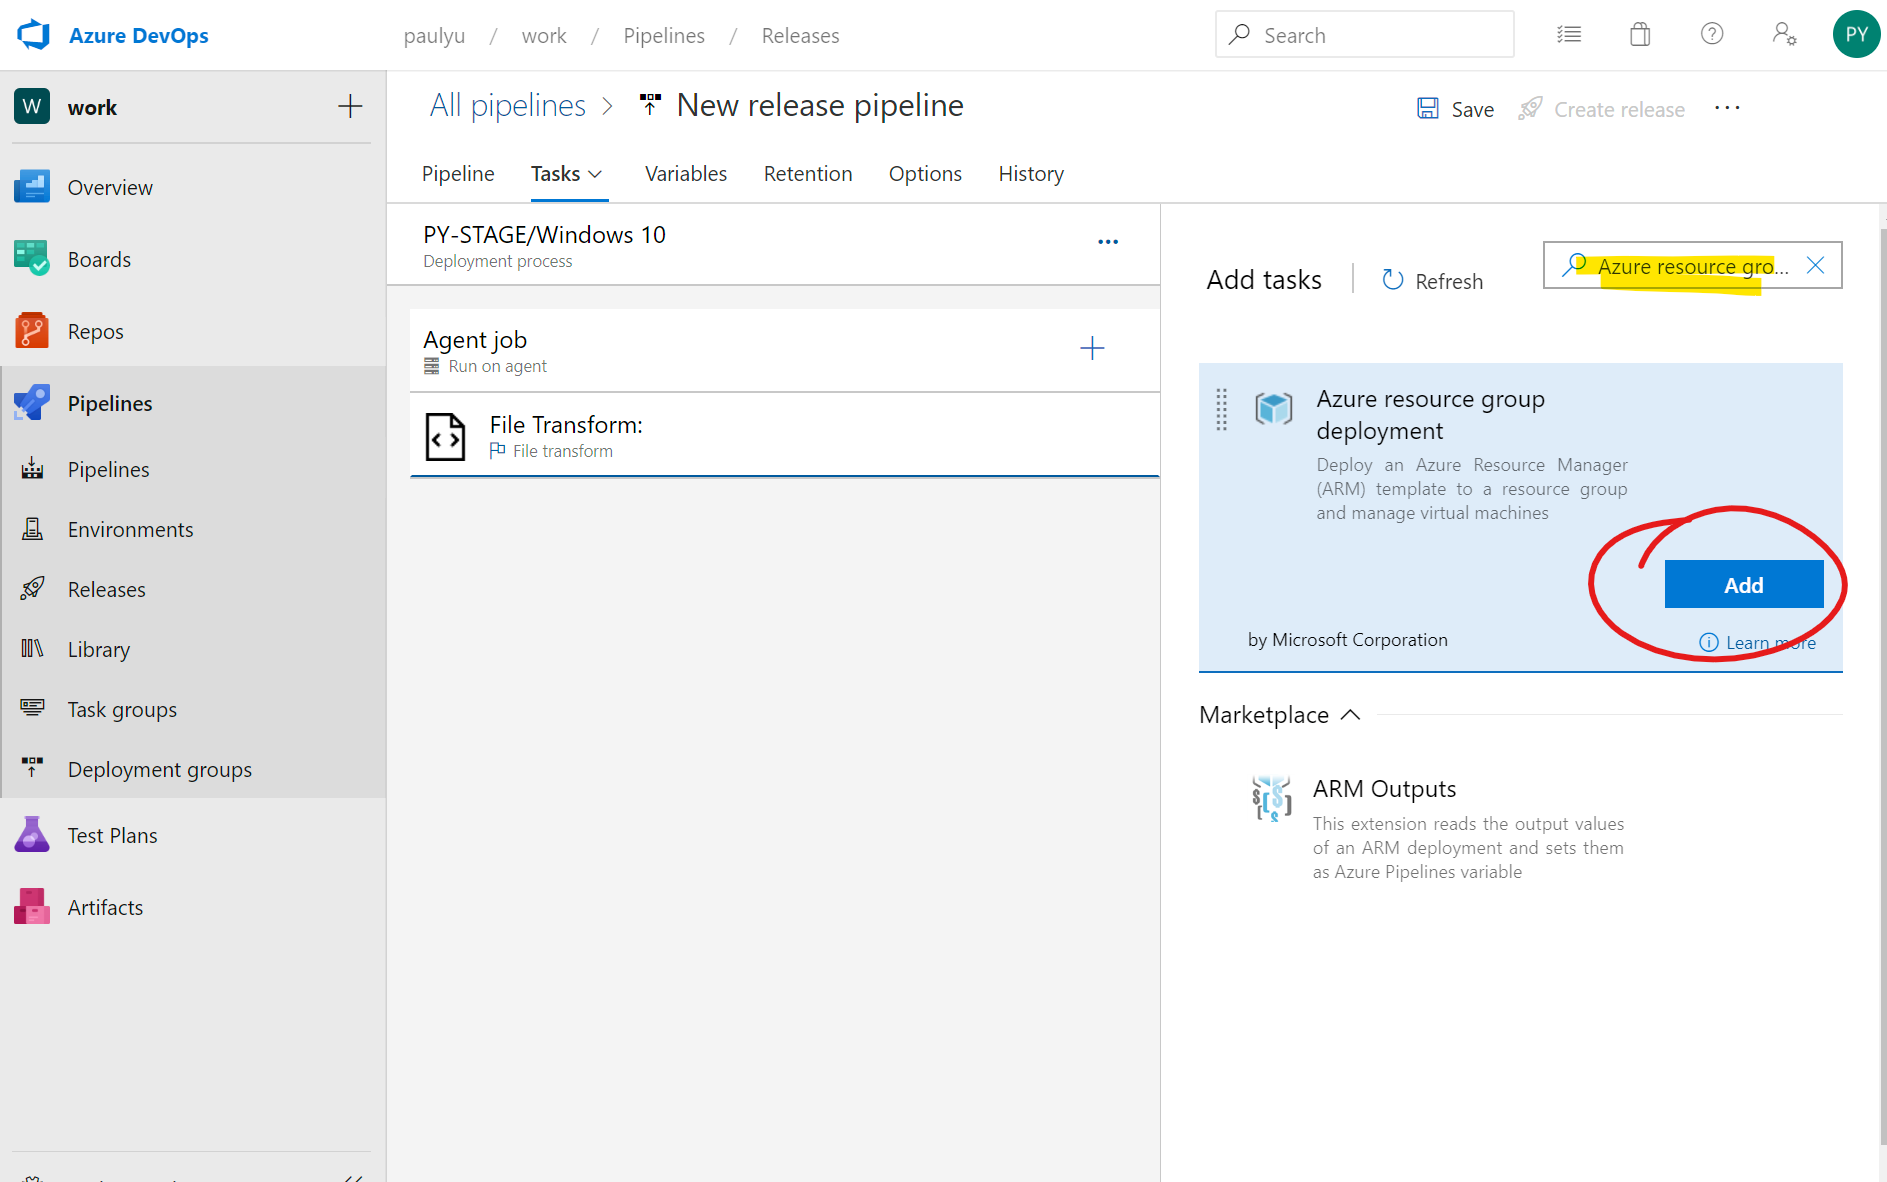 Azure DevOps
paulyu / work / Pipelines / Releases
Search
PY
W work
Overview
Boards
Repos
Pipelines
Pipelines
Environments
Releases
Library
Task groups
Deployment groups
Test Plans
Artifacts
All pipelines > New release pipeline
Save
Create release
...
Pipeline
Tasks
Variables
Retention
Options
History
PY-STAGE/Windows 10
Deployment process
Agent job
Run on agent
File Transform:
File transform
Add tasks
Refresh
Azure resource gro...
Azure resource group
deployment
Deploy an Azure Resource Manager
(ARM) template to a resource group
and manage virtual machines
Add
by Microsoft Corporation
Learn more
Marketplace
ARM Outputs
This extension reads the output values
of an ARM deployment and sets them
as Azure Pipelines variable